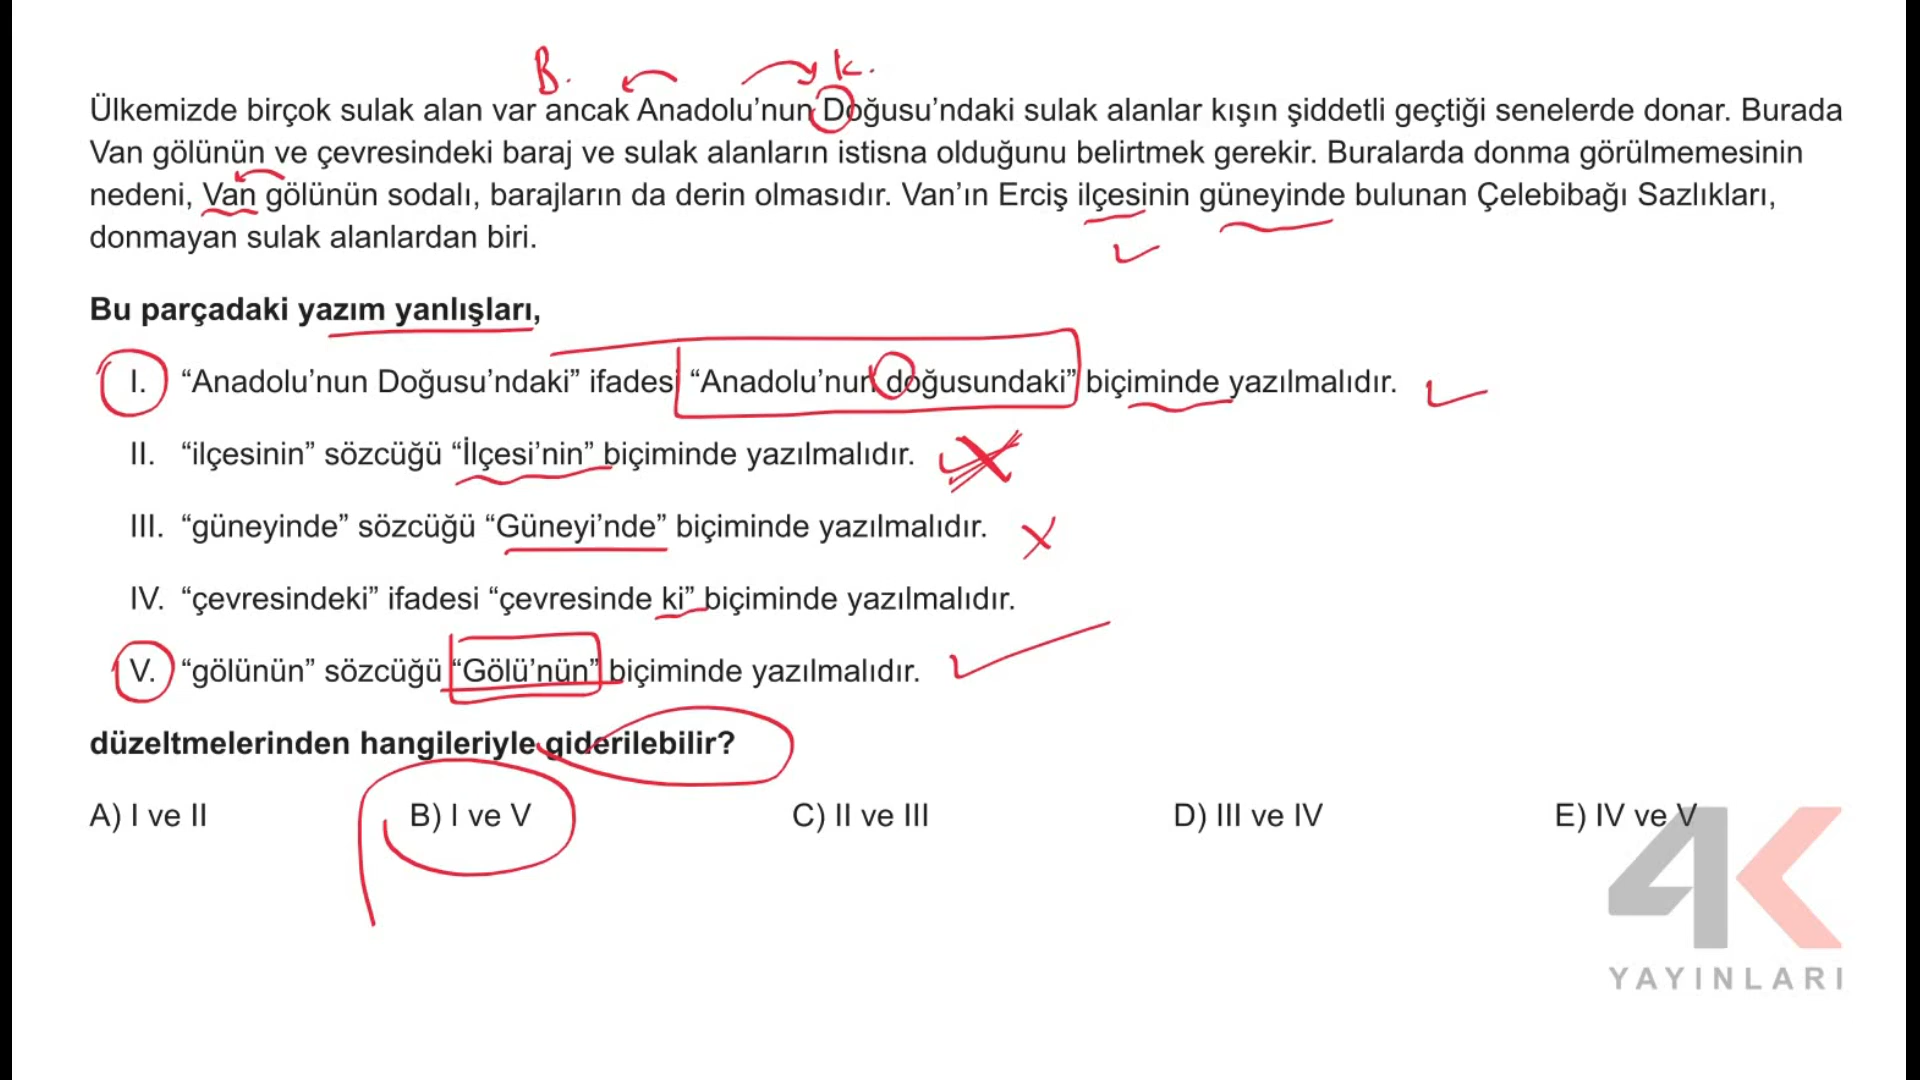 B. K.
Ülkemizde birçok sulak alan var ancak Anadolu’nun Doğusu’ndaki sulak alanlar kışın şiddetli geçtiği senelerde donar. Burada
Van gölünün ve çevresindeki baraj ve sulak alanların istisna olduğunu belirtmek gerekir. Buralarda donma görülmemesinin
nedeni, Van gölünün sodalı, barajların da derin olmasıdır. Van’ın Erciş ilçesinin güneyinde bulunan Çelebibağı Sazlıkları,
donmayan sulak alanlardan biri.
Bu parçadaki yazım yanlışları,
I. “Anadolu’nun Doğusu’ndaki” ifadesi “Anadolu’nun doğusundaki” biçiminde yazılmalıdır.
II. “ilçesinin” sözcüğü “İlçesi’nin” biçiminde yazılmalıdır.
III. “güneyinde” sözcüğü “Güneyi’nde” biçiminde yazılmalıdır.
IV. “çevresindeki” ifadesi “çevresinde ki” biçiminde yazılmalıdır.
V. “gölünün” sözcüğü “Gölü’nün” biçiminde yazılmalıdır.
düzeltmelerinden hangileriyle giderilebilir?
A) I ve II B) I ve V C) II ve III D) III ve IV E) IV ve V
4K
YAYINLARI